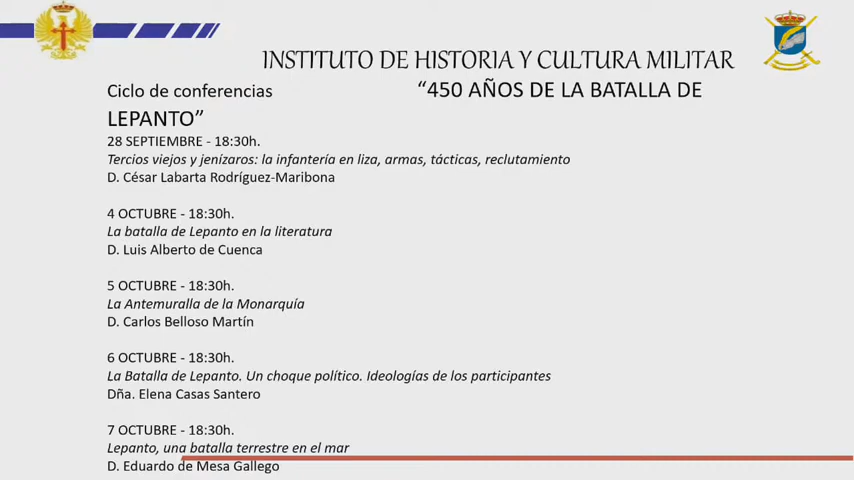 INSTITUTO DE HISTORIA Y CULTURA MILITAR
Ciclo de conferencias “450 AÑOS DE LA BATALLA DE
LEPANTO”
28 SEPTIEMBRE - 18:30h.
Tercios viejos y jenízaros: la infantería en liza, armas, tácticas, reclutamiento
D. César Labarta Rodríguez-Maribona
4 OCTUBRE - 18:30h.
La batalla de Lepanto en la literatura
D. Luis Alberto de Cuenca
5 OCTUBRE - 18:30h.
La Antemuralla de la Monarquía
D. Carlos Belloso Martín
6 OCTUBRE - 18:30h.
La Batalla de Lepanto. Un choque político. Ideologías de los participantes
Dña. Elena Casas Santero
7 OCTUBRE - 18:30h.
Lepanto, una batalla terrestre en el mar
D. Eduardo de Mesa Gallego